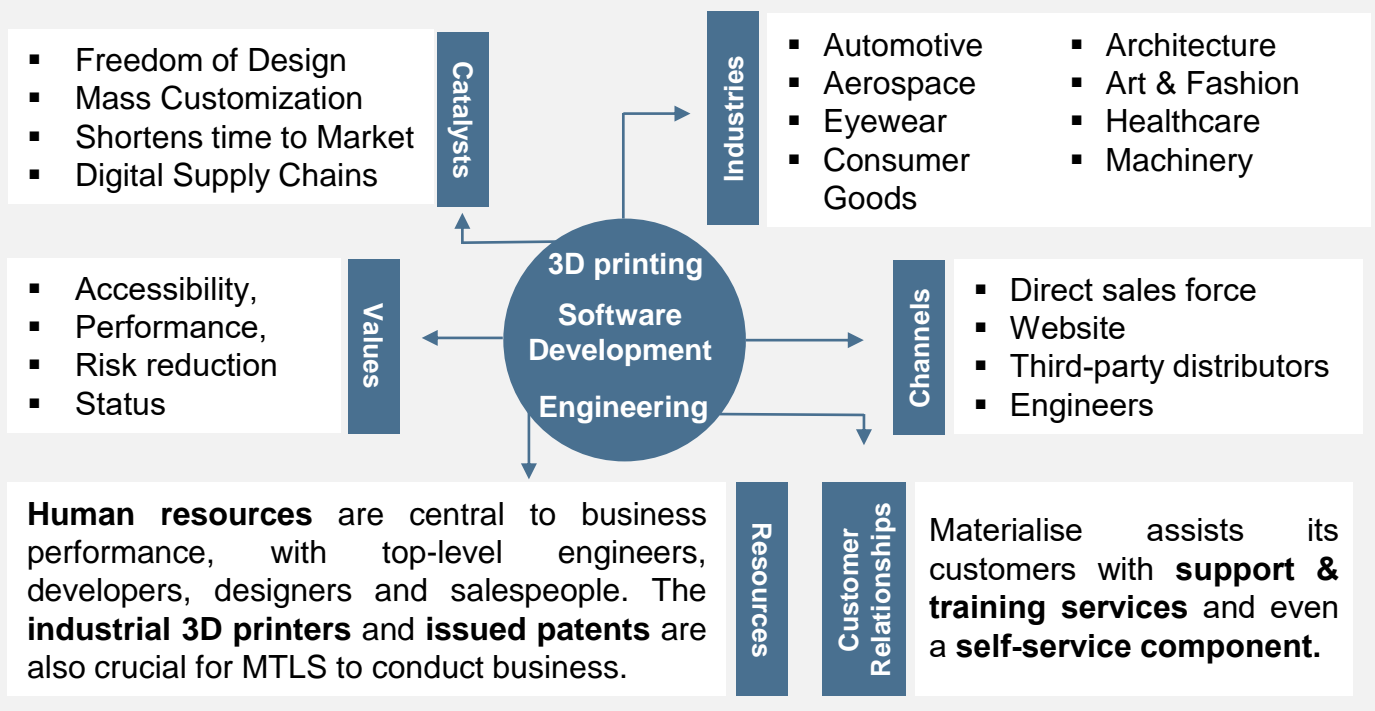 Freedom of Design
Mass Customization
Shortens time to Market
Digital Supply Chains
Catalysts
Industries
Automotive
Aerospace
Eyewear
Consumer
Goods
Architecture
Art & Fashion
Healthcare
Machinery
Accessibility,
Performance,
Risk reduction
Status
Values
3D printing
Software
Development
Engineering
Channels
Direct sales force
Website
Third-party distributors
Engineers
Human resources are central to business
performance, with top-level engineers,
developers, designers and salespeople. The
industrial 3D printers and issued patents are
also crucial for MTLS to conduct business.
Resources
Customer
Relationships
Materialise assists its
customers with support &
training services and even
a self-service component.